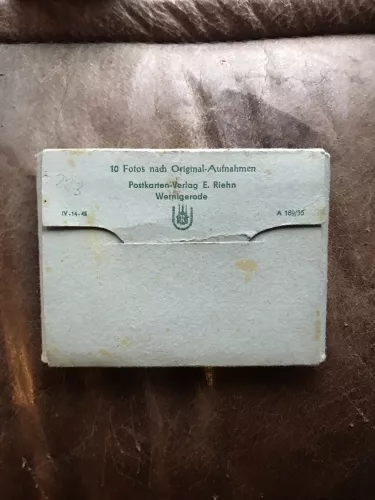 10 Fotos nach Original-Aufnahmen
Postkarten-Verlag E. Riehn
Wernigerode
IV-14-48
A 169/55